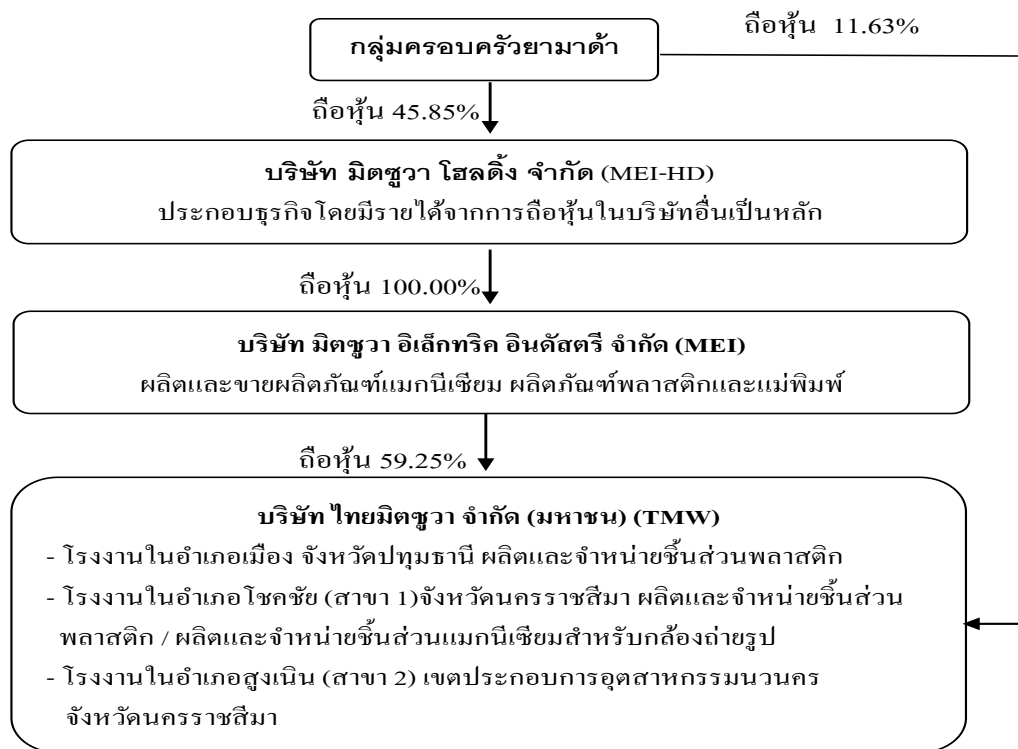 ถือหุ้น 11.63%
กลุ่มครอบครัวยามาด้า
ถือหุ้น 45.85%
บริษัท มิตซูวา โฮลดิ้ง จำกัด (MEI-HD)
ประกอบธุรกิจโดยมีรายได้จากการถือหุ้นในบริษัทอื่นเป็นหลัก
ถือหุ้น 100.00%
บริษัท มิตซูวา อิเล็กทริค อินดัสตรี จำกัด (MEI)
ผลิตและขายผลิตภัณฑ์แมกนีเซียม ผลิตภัณฑ์พลาสติกและแม่พิมพ์
ถือหุ้น 59.25%
บริษัท ไทยมิตซูวา จำกัด (มหาชน) (TMW)
- โรงงานในอำเภอเมือง จังหวัดปทุมธานี ผลิตและจำหน่ายชิ้นส่วนพลาสติก
- โรงงานในอำเภอโชคชัย (สาขา 1)จังหวัดนครราชสีมา ผลิตและจำหน่ายชิ้นส่วน
พลาสติก / ผลิตและจำหน่ายชิ้นส่วนแมกนีเซียมสำหรับกล้องถ่ายรูป
- โรงงานในอำเภอสูงเนิน (สาขา 2) เขตประกอบการอุตสาหกรรมนวนคร
จังหวัดนครราชสีมา